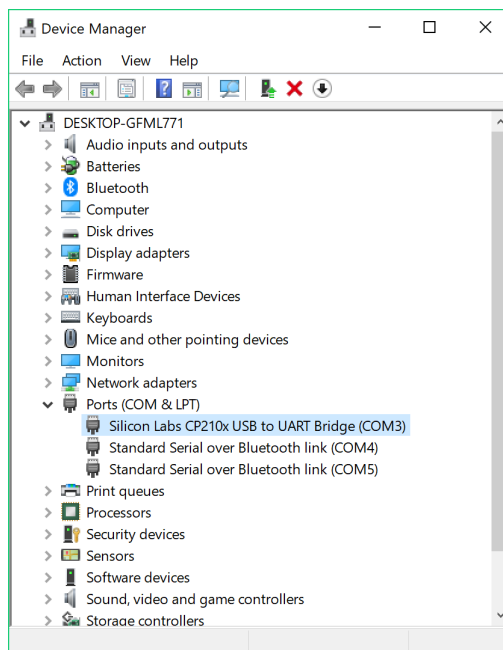 Device Manager
File Action View Help
DESKTOP-GFML771
Audio inputs and outputs
Batteries
Bluetooth
Computer
Disk drives
Display adapters
Firmware
Human Interface Devices
Keyboards
Mice and other pointing devices
Monitors
Network adapters
Ports (COM & LPT)
Silicon Labs CP210x USB to UART Bridge (COM3)
Standard Serial over Bluetooth link (COM4)
Standard Serial over Bluetooth link (COM5)
Print queues
Processors
Security devices
Sensors
Software devices
Sound, video and game controllers
Storage controllers